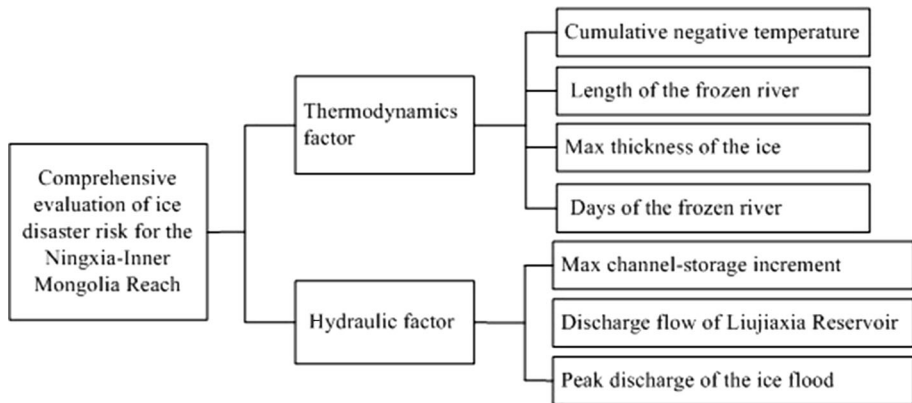 Comprehensive
evaluation of ice
disaster risk for the
Ningxia-Inner
Mongolia Reach
Thermodynamics
factor
Cumulative negative temperature
Length of the frozen river
Max thickness of the ice
Days of the frozen river
Hydraulic factor
Max channel-storage increment
Discharge flow of Liujiaxia Reservoir
Peak discharge of the ice flood